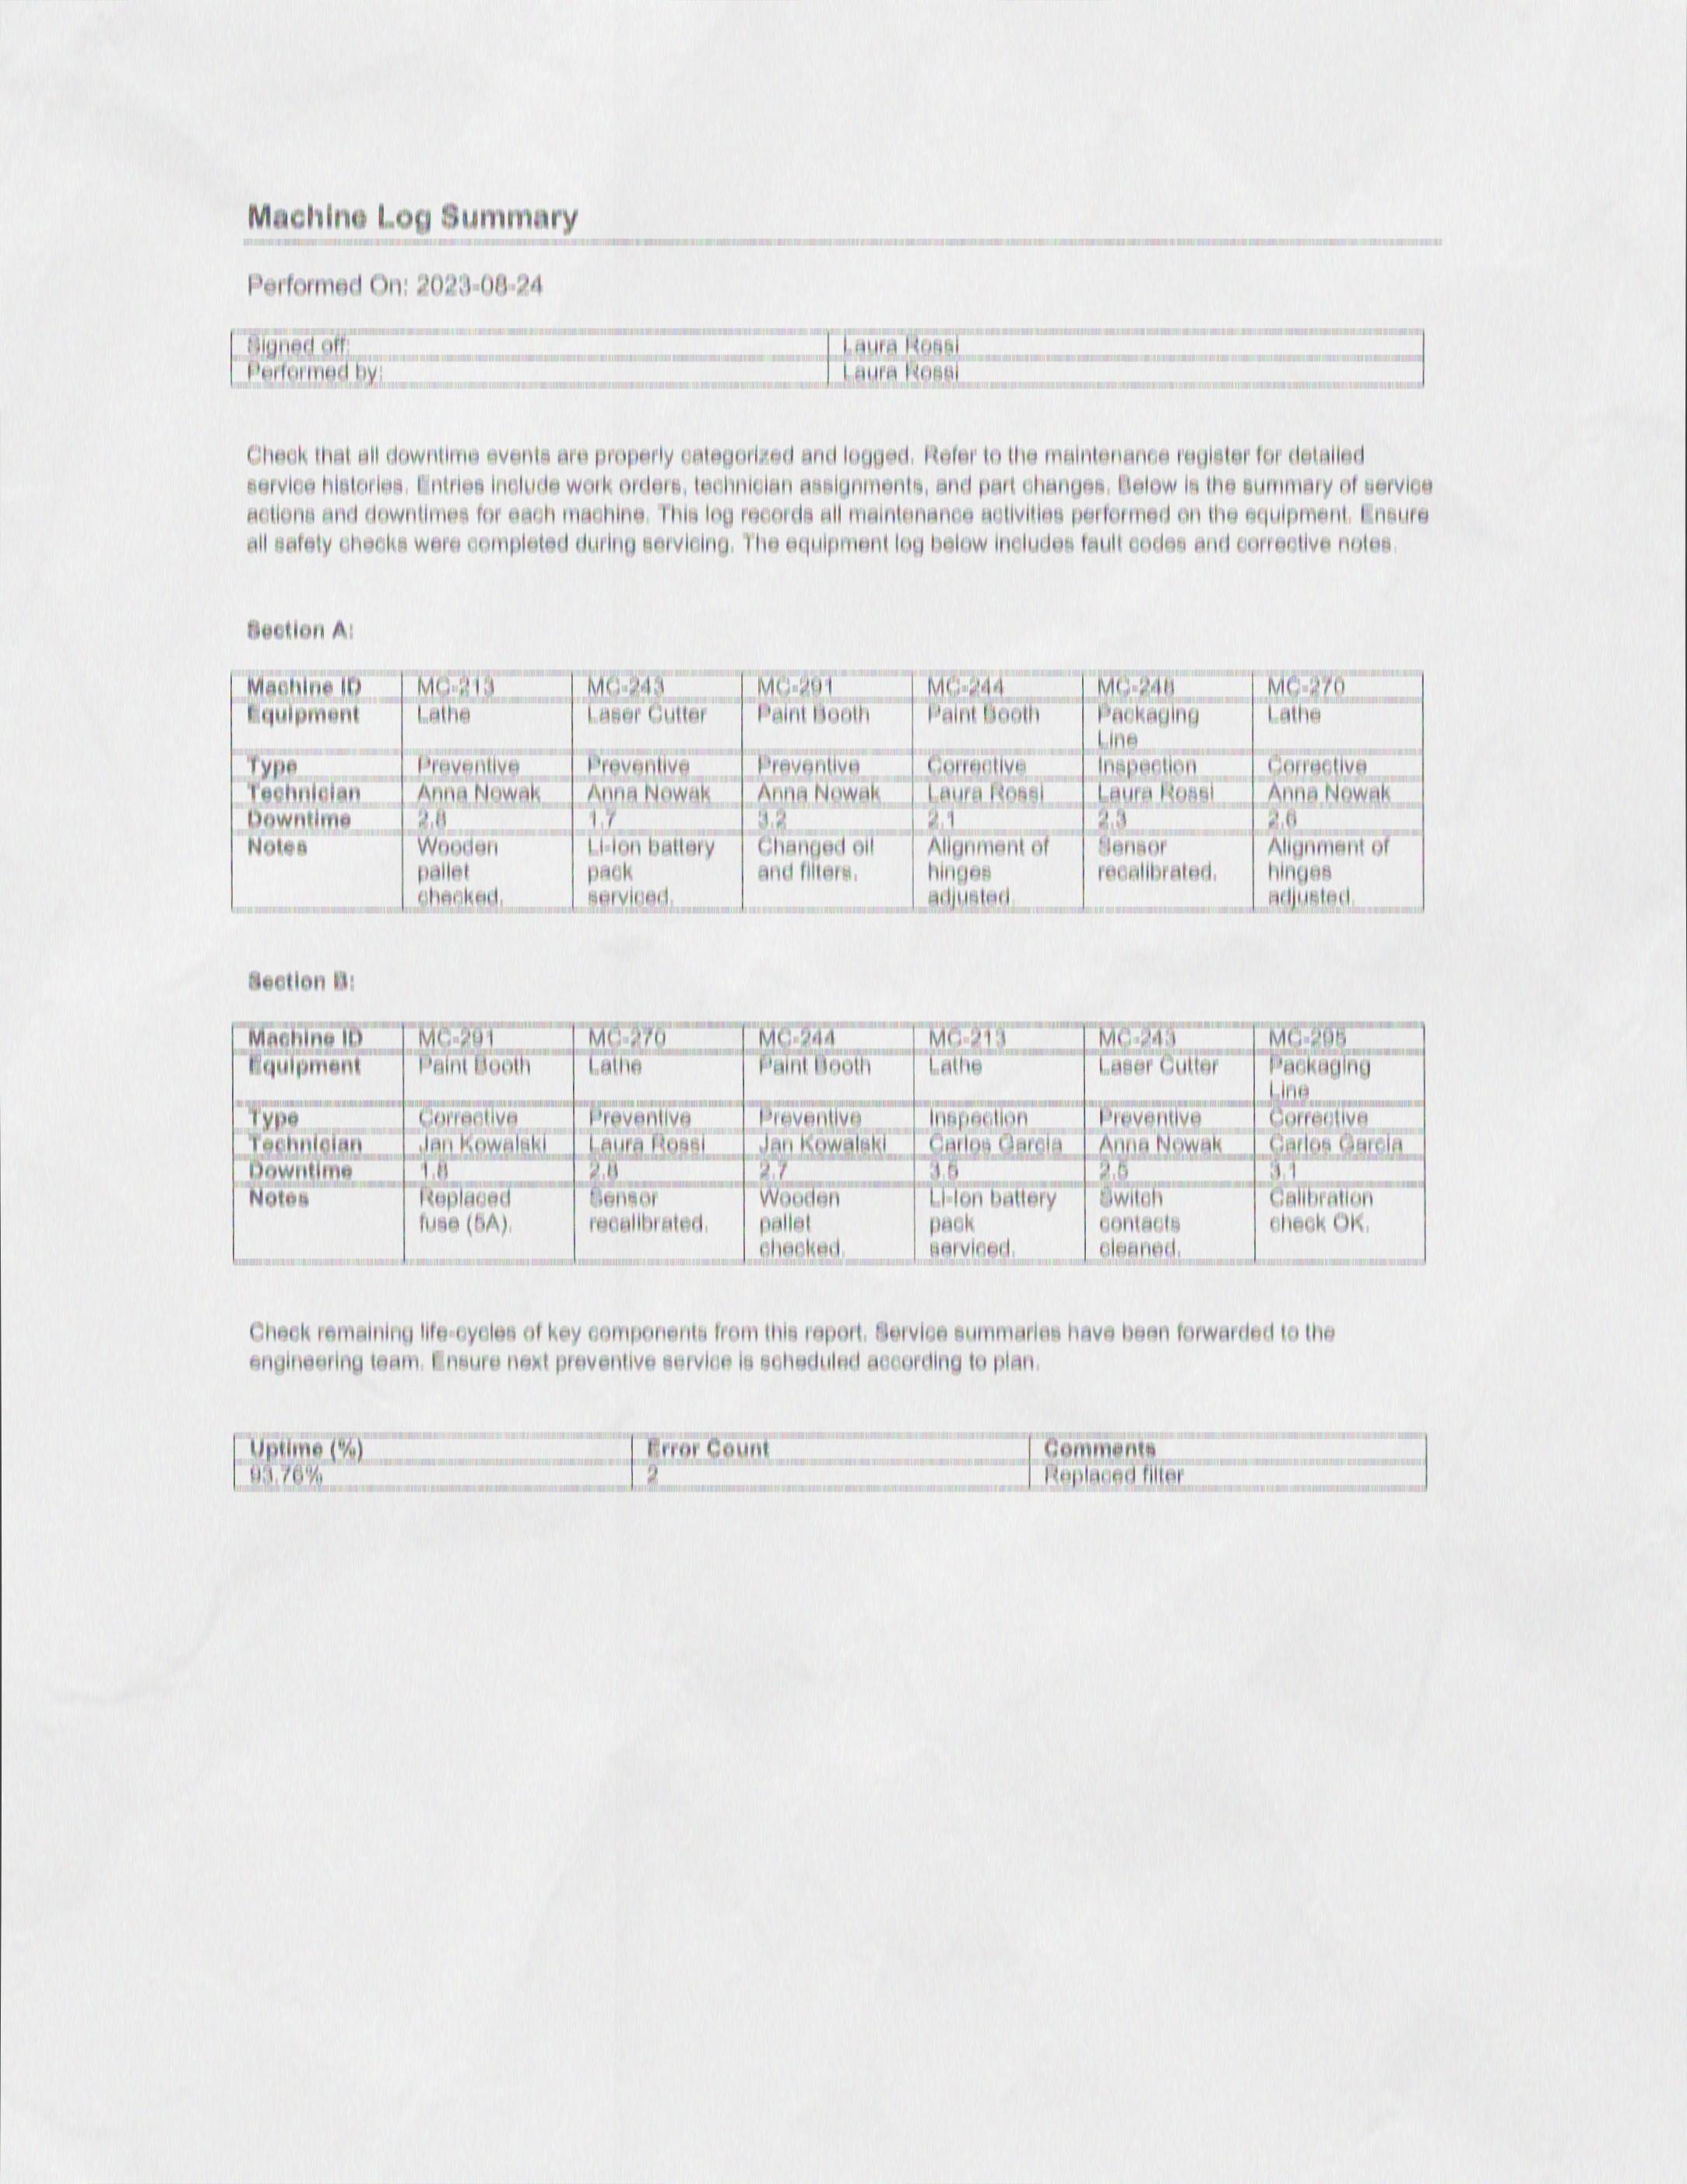 Machine Log Summary
Performed On: 2023-08-24
Signed off: Laura Rossi
Performed by: Laura Rossi
Check that all downtime events are properly categorized and logged. Refer to the maintenance register for detailed
service histories. Entries include work orders, technician assignments, and part changes. Below is the summary of service
actions and downtimes for each machine. This log records all maintenance activities performed on the equipment. Ensure
all safety checks were completed during servicing. The equipment log below includes fault codes and corrective notes.
Section A:
Machine ID MC-213 MC-243 MC-291 MC-244 MC-270
Equipment Lathe Laser Cutter Paint Booth Paint Booth Packaging Lathe
Line
Type Preventive Preventive Preventive Corrective Inspection Corrective
Technician Anna Nowak Anna Nowak Anna Nowak Laura Rossi Laura Rossi Anna Nowak
Downtime 1.7 3.2 2.1 2.3
Notes Wooden Li-Ion battery Changed oil Alignment of Sensor Alignment of
pallet pack and filters. hinges recalibrated. hinges
checked. serviced. adjusted. adjusted.
Section B:
Machine ID MC-291 MC-270 MC-244 MC-213 MC-243 MC-295
Equipment Paint Booth Lathe Paint Booth Lathe Laser Cutter Packaging
Line
Type Corrective Preventive Preventive Inspection Preventive Corrective
Technician Jan Kowalski Laura Rossi Jan Kowalski Carlos Garcia Anna Nowak Carlos Garcia
Downtime 2.7 3.1
Notes Replaced Sensor Wooden Li-Ion battery Switch Calibration
fuse (5A). recalibrated. pallet pack contacts check OK.
checked. serviced. cleaned.
Check remaining life-cycles of key components from this report. Service summaries have been forwarded to the
engineering team. Ensure next preventive service is scheduled according to plan.
Uptime (%) Error Count Comments
93.76% 2 Replaced filter